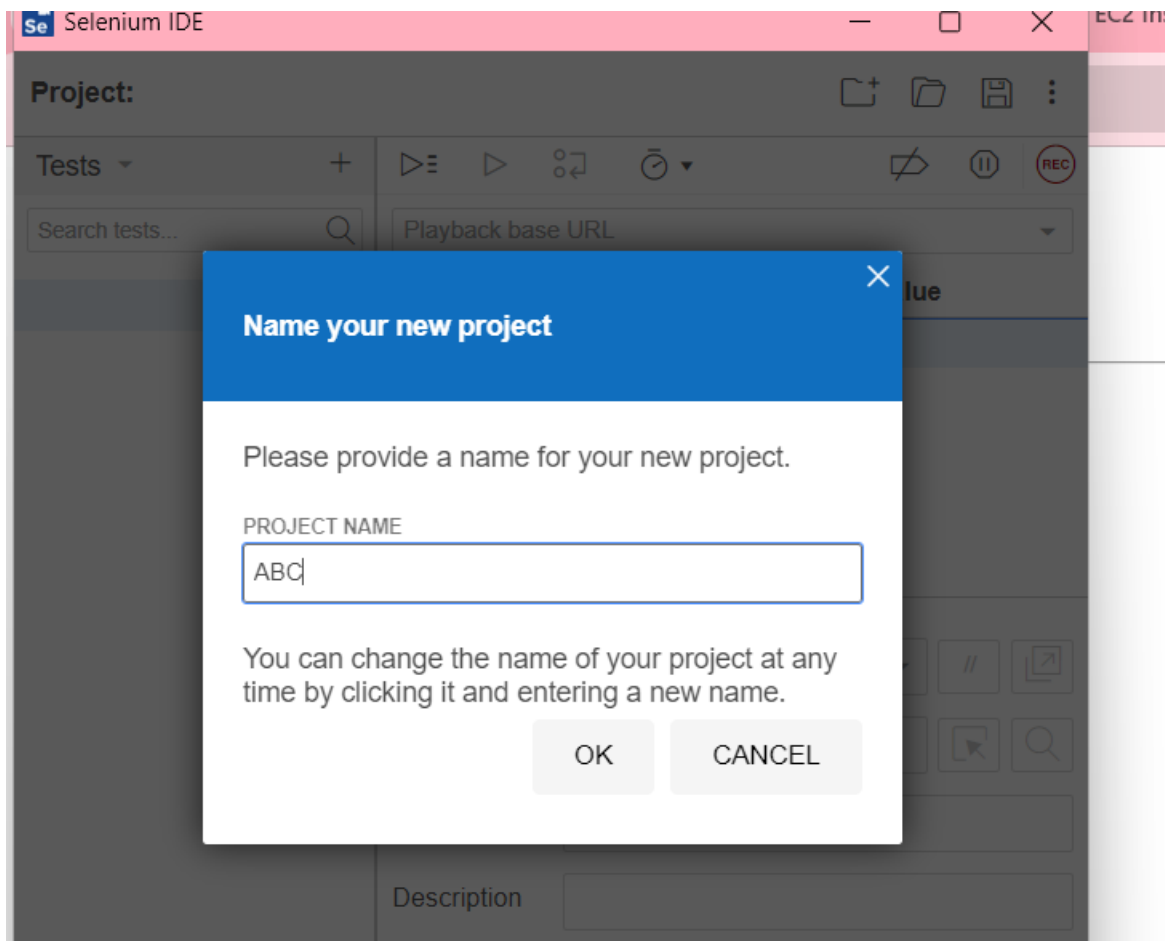 Se Selenium IDE
EC2 Ins
Project:
Tests
REC
Search tests...
Playback base URL
lue
Name your new project
Please provide a name for your new project.
PROJECT NAME
ABC
You can change the name of your project at any
time by clicking it and entering a new name.
//
OK CANCEL
Description